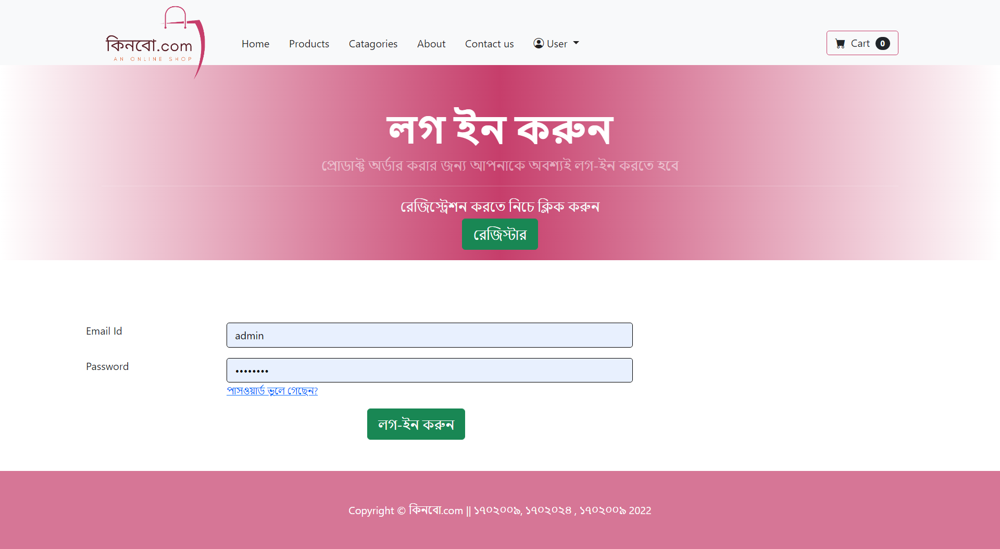 কিনবো.com
AN ONLINE SHOP
Home Products Catagories About Contact us User Cart 0
লগ ইন করুন
প্রোডাক্ট অর্ডার করার জন্য আপনাকে অবশ্যই লগ-ইন করতে হবে
রেজিস্ট্রেশন করতে নিচে ক্লিক করুন
রেজিস্টার
Email Id admin
Password ••••••••
পাসওয়ার্ড ভুলে গেছেন?
লগ-ইন করুন
Copyright © কিনবো.com || ১৭০২০০৯, ১৭০২০২৪ , ১৭০২০০৯ 2022